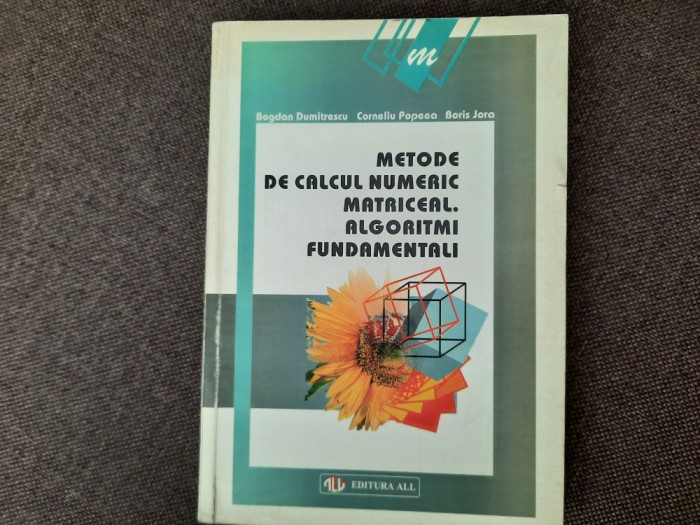 m
Bogdan Dumitrescu Corneliu Popeea Boris Jora
METODE
DE CALCUL NUMERIC
MATRICEAL.
ALGORITMI
FUNDAMENTALI
ALL EDITURA ALL